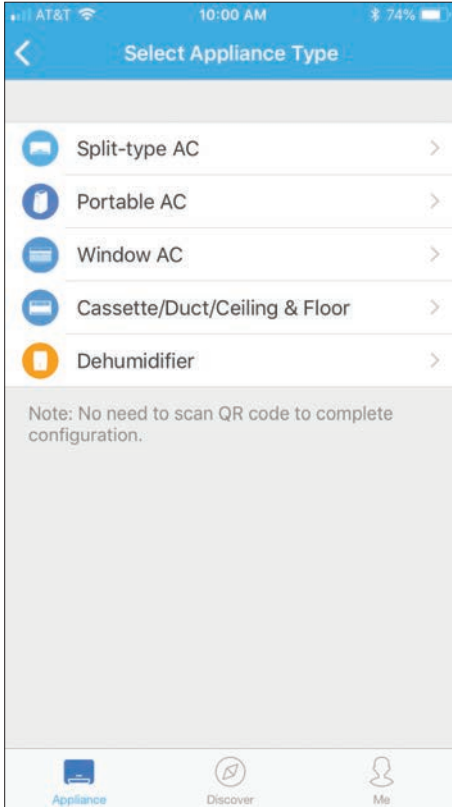 AT&T 10:00 AM 74%
Select Appliance Type
Split-type AC
Portable AC
Window AC
Cassette/Duct/Ceiling & Floor
Dehumidifier
Note: No need to scan QR code to complete
configuration.
Appliance Discover Me